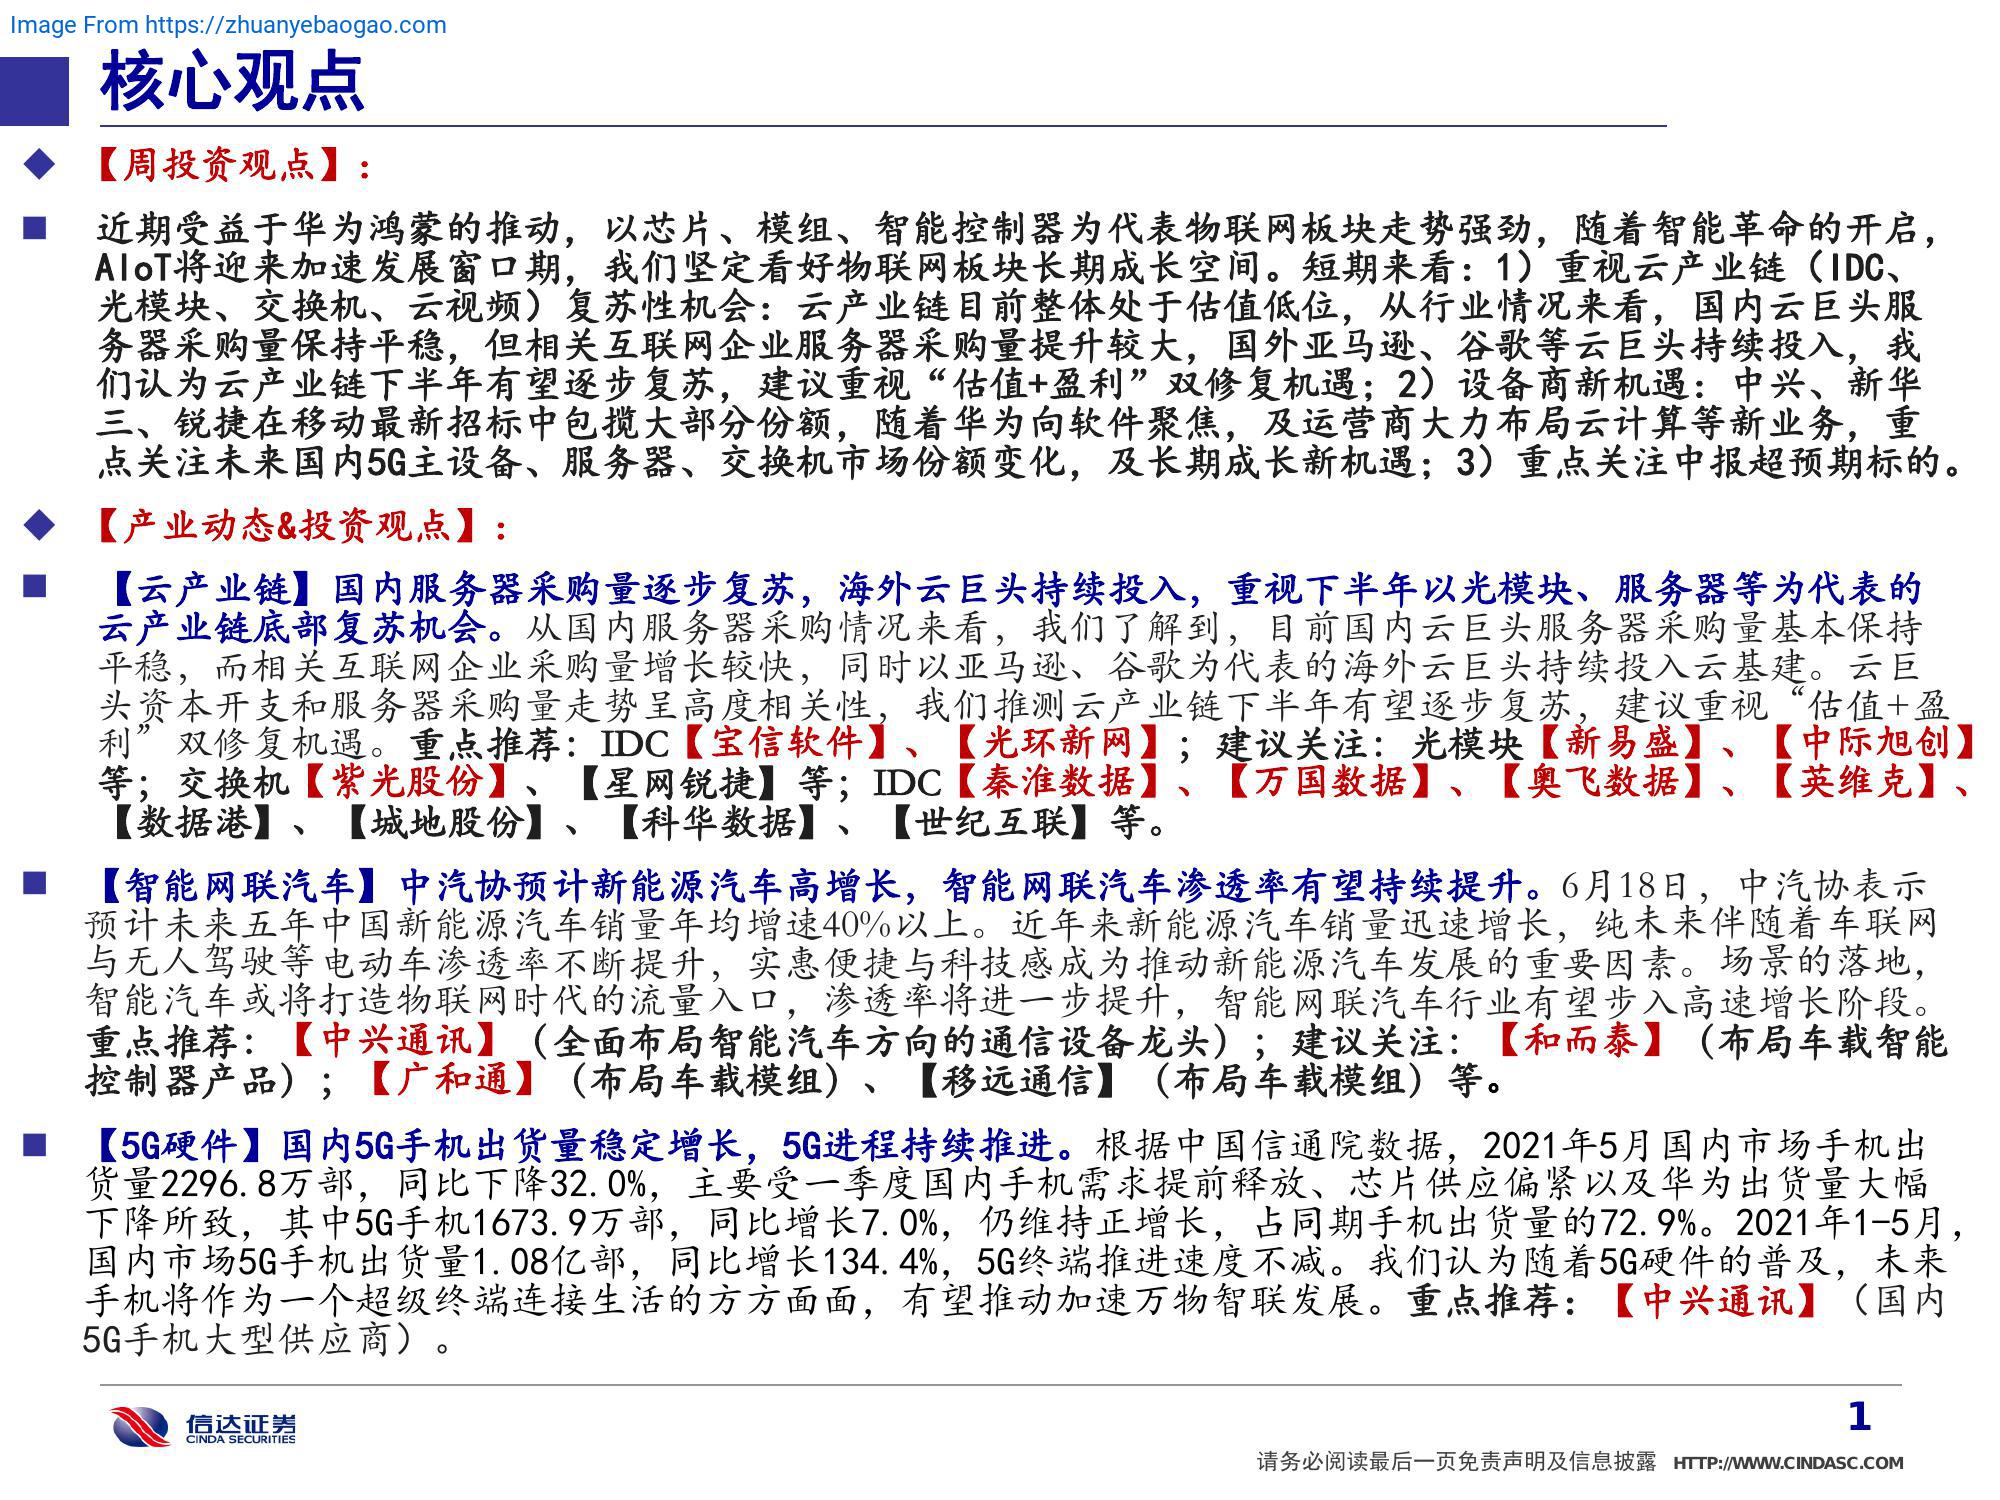 Image From https://zhuanyebaogao.com
核心观点
【周投资观点】：
近期受益于华为鸿蒙的推动，以芯片、模组、智能控制器为代表物联网板块走势强劲，随着智能革命的开启，
AIoT将迎来加速发展窗口期，我们坚定看好物联网板块长期成长空间。短期来看：1）重视云产业链（IDC、
光模块、交换机、云视频）复苏性机会：云产业链目前整体处于估值低位，从行业情况来看，国内云巨头服
务器采购量保持平稳，但相关互联网企业服务器采购量提升较大，国外亚马逊、谷歌等云巨头持续投入，我
们认为云产业链下半年有望逐步复苏，建议重视“估值+盈利”双修复机遇；2）设备商新机遇：中兴、新华
三、锐捷在移动最新招标中包揽大部分份额，随着华为向软件聚焦，及运营商大力布局云计算等新业务，重
点关注未来国内5G主设备、服务器、交换机市场份额变化，及长期成长新机遇；3）重点关注中报超预期标的。
【产业动态&投资观点】：
【云产业链】国内服务器采购量逐步复苏，海外云巨头持续投入，重视下半年以光模块、服务器等为代表的
云产业链底部复苏机会。从国内服务器采购情况来看，我们了解到，目前国内云巨头服务器采购量基本保持
平稳，而相关互联网企业采购量增长较快，同时以亚马逊、谷歌为代表的海外云巨头持续投入云基建。云巨
头资本开支和服务器采购量走势呈高度相关性，我们推测云产业链下半年有望逐步复苏，建议重视“估值+盈
利”双修复机遇。重点推荐：IDC【宝信软件】、【光环新网】；建议关注：光模块【新易盛】、【中际旭创】
等；交换机【紫光股份】、【星网锐捷】等；IDC【秦淮数据】、【万国数据】、【奥飞数据】、【英维克】、
【数据港】、【城地股份】、【科华数据】、【世纪互联】等。
【智能网联汽车】中汽协预计新能源汽车高增长，智能网联汽车渗透率有望持续提升。6月18日，中汽协表示
预计未来五年中国新能源汽车销量年均增速40%以上。近年来新能源汽车销量迅速增长，纯未来伴随着车联网
与无人驾驶等电动车渗透率不断提升，实惠便捷与科技感成为推动新能源汽车发展的重要因素。场景的落地，
智能汽车或将打造物联网时代的流量入口，渗透率将进一步提升，智能网联汽车行业有望步入高速增长阶段。
重点推荐：【中兴通讯】（全面布局智能汽车方向的通信设备龙头）；建议关注：【和而泰】（布局车载智能
控制器产品）；【广和通】（布局车载模组）、【移远通信】（布局车载模组）等。
【5G硬件】国内5G手机出货量稳定增长，5G进程持续推进。根据中国信通院数据，2021年5月国内市场手机出
货量2296.8万部，同比下降32.0%，主要受一季度国内手机需求提前释放、芯片供应偏紧以及华为出货量大幅
下降所致，其中5G手机1673.9万部，同比增长7.0%，仍维持正增长，占同期手机出货量的72.9%。2021年1-5月，
国内市场5G手机出货量1.08亿部，同比增长134.4%，5G终端推进速度不减。我们认为随着5G硬件的普及，未来
手机将作为一个超级终端连接生活的方方面面，有望推动加速万物智联发展。重点推荐：【中兴通讯】（国内
5G手机大型供应商）。
信达证券
CINDA SECURITIES
1
请务必阅读最后一页免责声明及信息披露 HTTP://WWW.CINDASC.COM